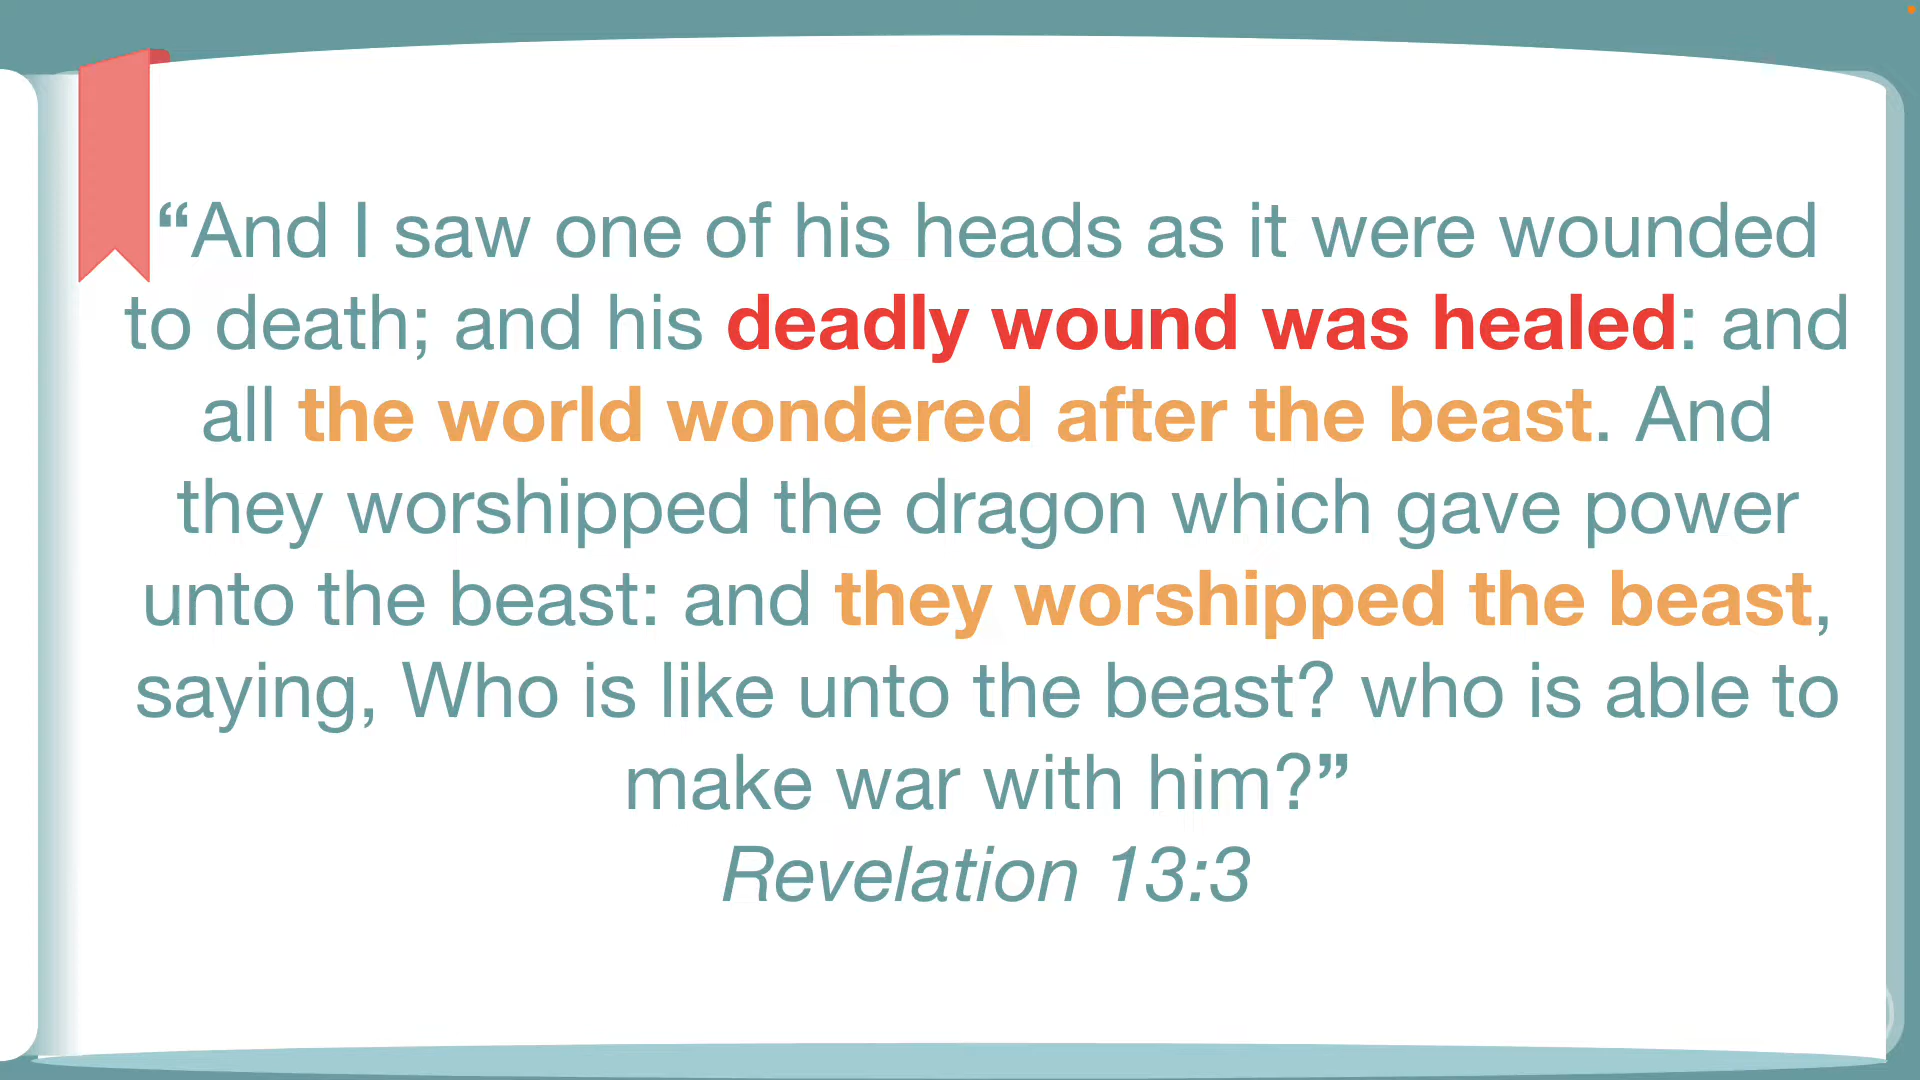 “And I saw one of his heads as it were wounded
to death; and his deadly wound was healed: and
all the world wondered after the beast. And
they worshipped the dragon which gave power
unto the beast: and they worshipped the beast,
saying, Who is like unto the beast? who is able to
make war with him?”
Revelation 13:3